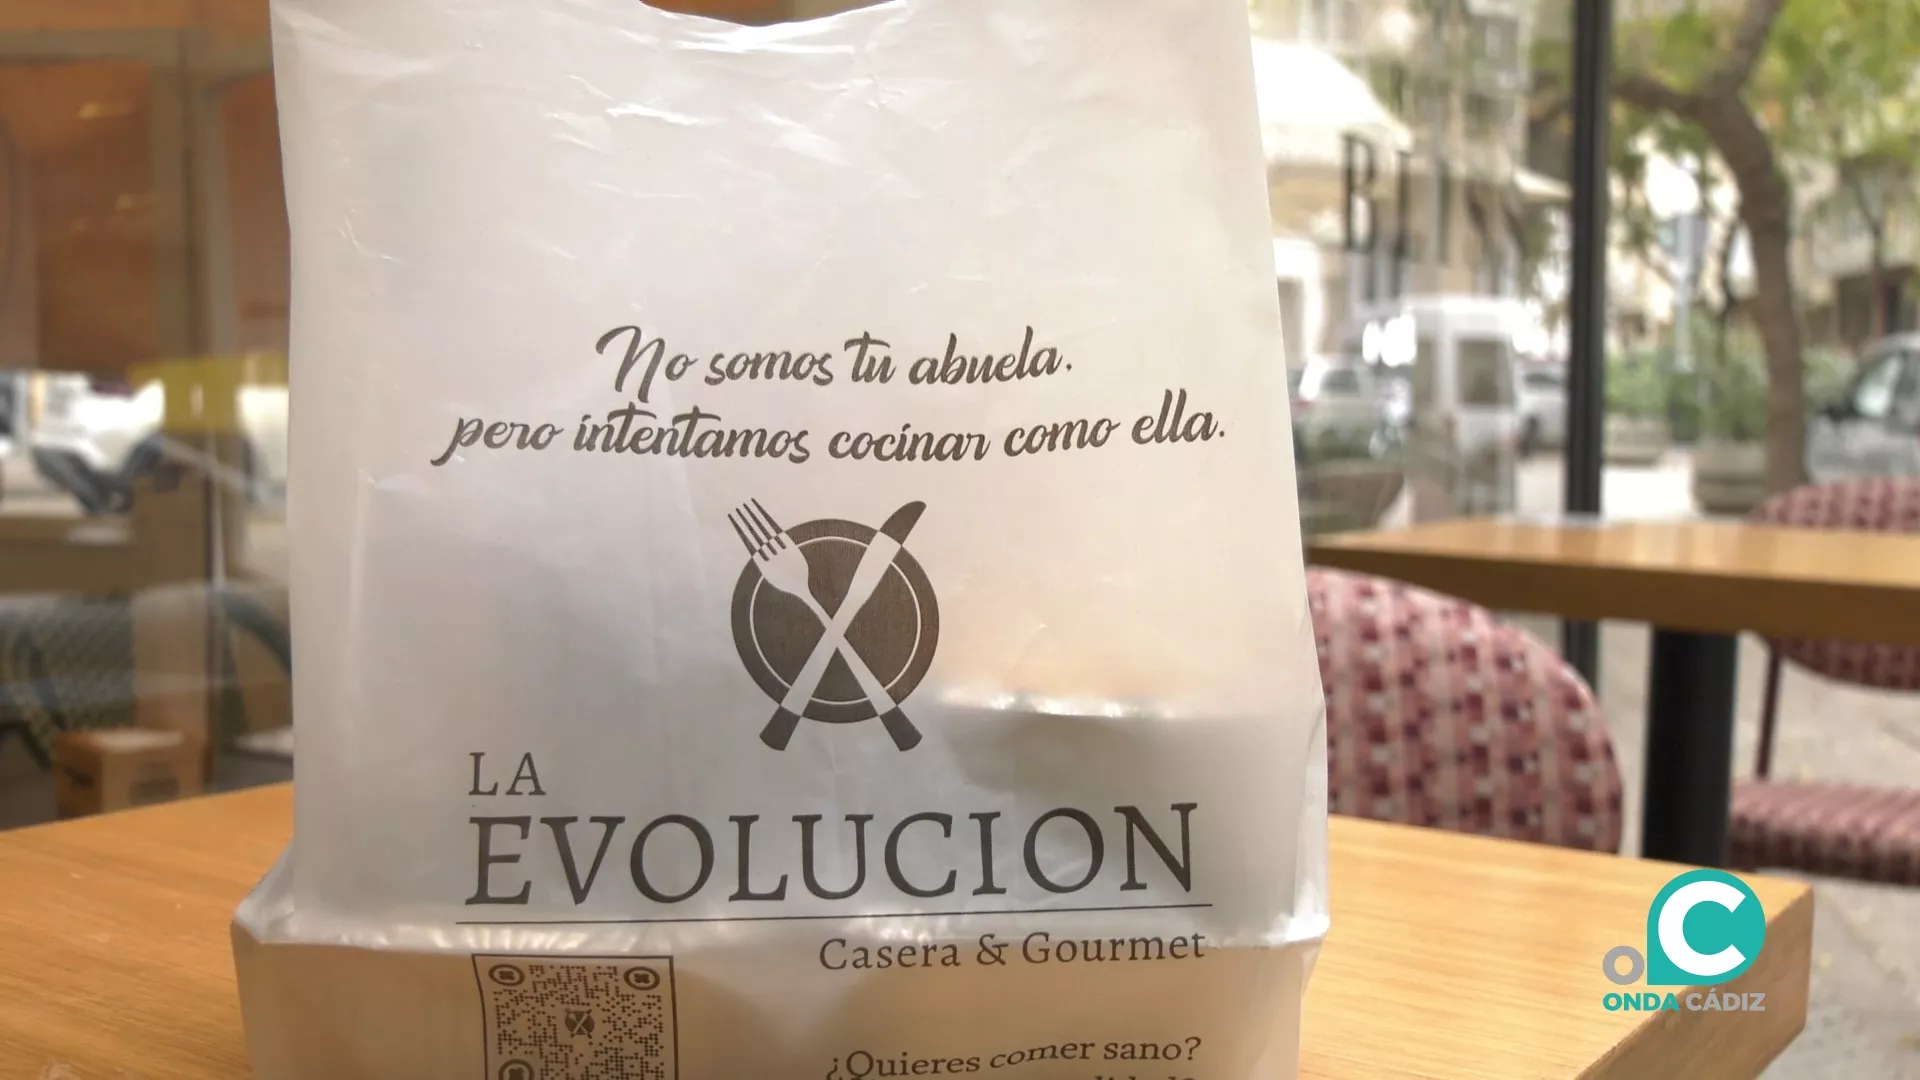 No somos tu abuela.
pero intentamos cocinar como ella.
LA
EVOLUCION
Casera & Gourmet
¿Quieres comer sano?
C
O
ONDA CÁDIZ